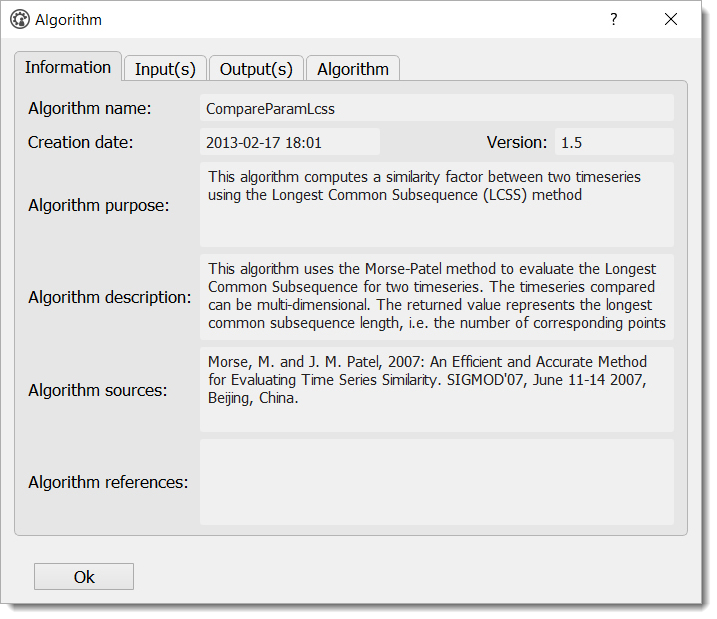 Algorithm ?
Information Input(s) Output(s) Algorithm
Algorithm name: CompareParamLcss
Creation date: 2013-02-17 18:01 Version: 1.5
Algorithm purpose:
This algorithm computes a similarity factor between two timeseries
using the Longest Common Subsequence (LCSS) method
Algorithm description:
This algorithm uses the Morse-Patel method to evaluate the Longest
Common Subsequence for two timeseries. The timeseries compared
can be multi-dimensional. The returned value represents the longest
common subsequence length, i.e. the number of corresponding points
Algorithm sources:
Morse, M. and J. M. Patel, 2007: An Efficient and Accurate Method
for Evaluating Time Series Similarity. SIGMOD'07, June 11-14 2007,
Beijing, China.
Algorithm references:
Ok